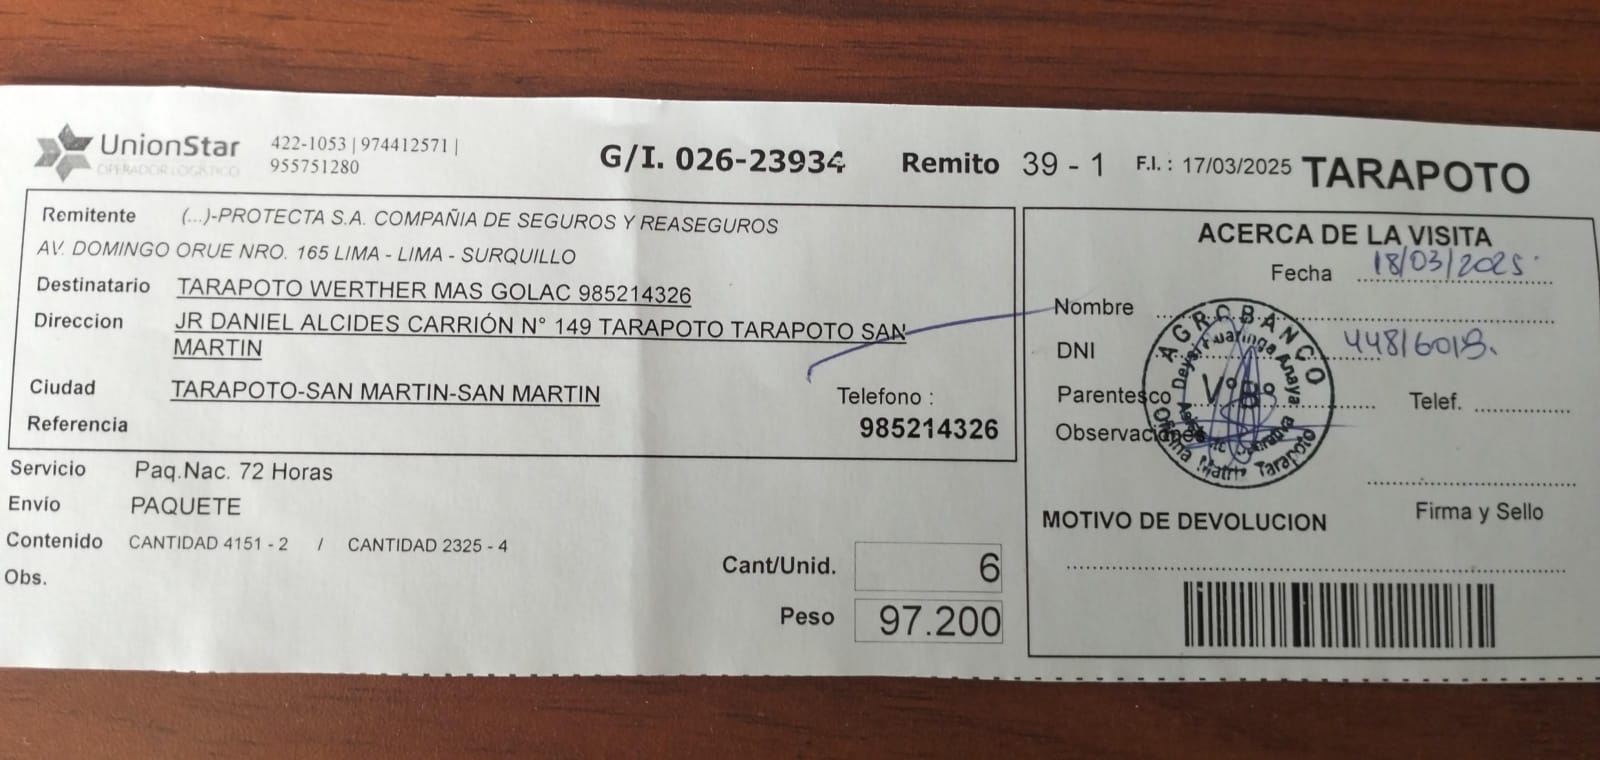 UnionStar
OPERADOR LOGÍSTICO
422-1053 | 974412571 |
955751280
G/I. 026-23934
Remito 39 - 1
F.I. : 17/03/2025
TARAPOTO
Remitente (...)-PROTECTA S.A. COMPAÑIA DE SEGUROS Y REASEGUROS
AV. DOMINGO ORUE NRO. 165 LIMA - LIMA - SURQUILLO
Destinatario TARAPOTO WERTHER MAS GOLAC 985214326
Direccion JR DANIEL ALCIDES CARRIÓN N° 149 TARAPOTO TARAPOTO SAN
MARTIN
Ciudad TARAPOTO-SAN MARTIN-SAN MARTIN
Telefono :
Referencia 985214326
Servicio Paq.Nac. 72 Horas
Envío PAQUETE
Contenido CANTIDAD 4151 - 2 / CANTIDAD 2325 - 4
Obs.
Cant/Unid. 6
Peso 97.200
ACERCA DE LA VISITA
Fecha 18/03/2025
Nombre
DNI
Parentesco
Telef.
Observaciones
AGROBANCO
Deysi Huaringa Anaya
V°B°
Oficina Matriz Tarapoto
Firma y Sello
MOTIVO DE DEVOLUCION